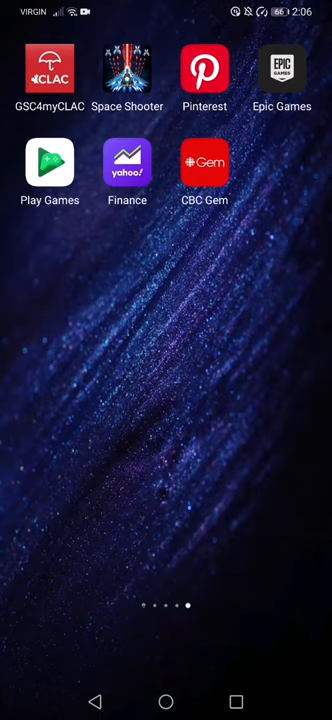 VIRGIN 66 2:06
CLAC EPIC GAMES
GSC4myCLAC Space Shooter Pinterest Epic Games
yahoo! Gem
Play Games Finance CBC Gem